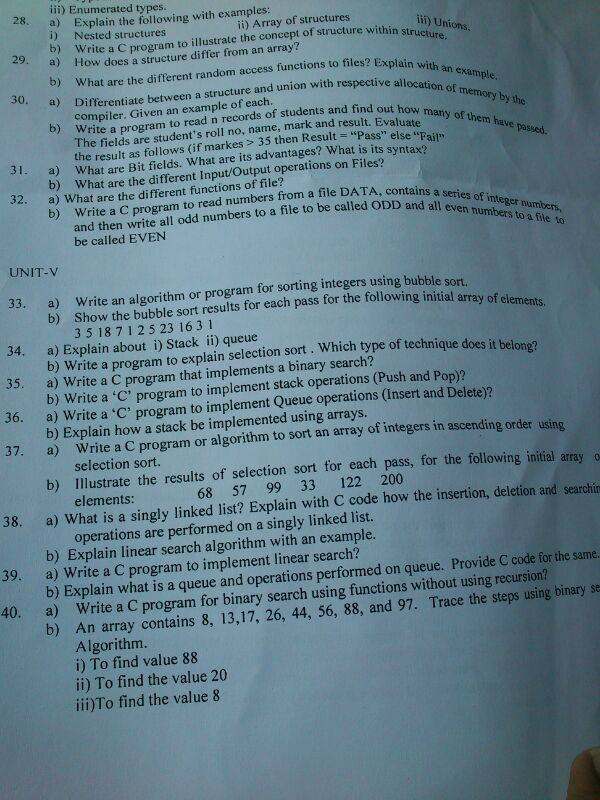 iii) Enumerated types.
28. a) Explain the following with examples:
i) Nested structures ii) Array of structures iii) Unions.
b) Write a C program to illustrate the concept of structure within structure.
29. a) How does a structure differ from an array?
b) What are the different random access functions to files? Explain with an example.
30. a) Differentiate between a structure and union with respective allocation of memory by the
compiler. Given an example of each.
b) Write a program to read n records of students and find out how many of them have passed.
The fields are student's roll no, name, mark and result. Evaluate
the result as follows (if markes > 35 then Result = "Pass" else "Fail"
31. a) What are Bit fields. What are its advantages? What is its syntax?
b) What are the different Input/Output operations on Files?
32. a) What are the different functions of file?
b) Write a C program to read numbers from a file DATA, contains a series of integer numbers,
and then write all odd numbers to a file to be called ODD and all even numbers to a file to
be called EVEN
UNIT-V
33. a) Write an algorithm or program for sorting integers using bubble sort.
b) Show the bubble sort results for each pass for the following initial array of elements.
3 5 18 7 1 2 5 23 16 3 1
34. a) Explain about i) Stack ii) queue
b) Write a program to explain selection sort . Which type of technique does it belong?
35. a) Write a C program that implements a binary search?
b) Write a 'C' program to implement stack operations (Push and Pop)?
36. a) Write a 'C' program to implement Queue operations (Insert and Delete)?
b) Explain how a stack be implemented using arrays.
37. a) Write a C program or algorithm to sort an array of integers in ascending order using
selection sort.
b) Illustrate the results of selection sort for each pass, for the following initial array o
elements: 68 57 99 33 122 200
38. a) What is a singly linked list? Explain with C code how the insertion, deletion and searchin
operations are performed on a singly linked list.
b) Explain linear search algorithm with an example.
39. a) Write a C program to implement linear search?
b) Explain what is a queue and operations performed on queue. Provide C code for the same.
40. a) Write a C program for binary search using functions without using recursion?
b) An array contains 8, 13,17, 26, 44, 56, 88, and 97. Trace the steps using binary se
Algorithm.
i) To find value 88
ii) To find the value 20
iii)To find the value 8